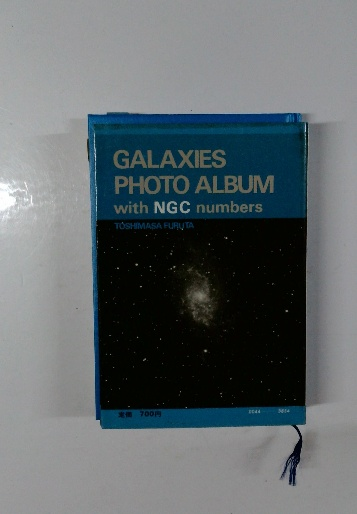 GALAXIES
PHOTO ALBUM
with NGC numbers
TOSHIMASA FURUTA
定価 700円